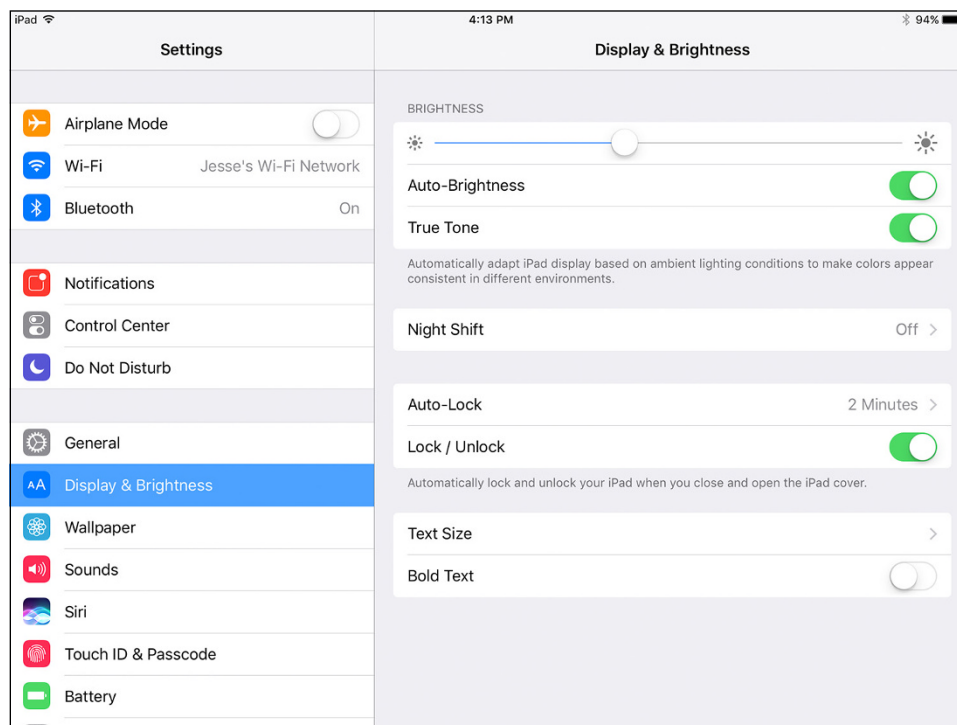 iPad
4:13 PM
94%
Settings
Display & Brightness
Airplane Mode
Wi-Fi Jesse's Wi-Fi Network
Bluetooth On
Notifications
Control Center
Do Not Disturb
General
AA Display & Brightness
Wallpaper
Sounds
Siri
Touch ID & Passcode
Battery
BRIGHTNESS
Auto-Brightness
True Tone
Automatically adapt iPad display based on ambient lighting conditions to make colors appear
consistent in different environments.
Night Shift Off
Auto-Lock 2 Minutes
Lock / Unlock
Automatically lock and unlock your iPad when you close and open the iPad cover.
Text Size
Bold Text